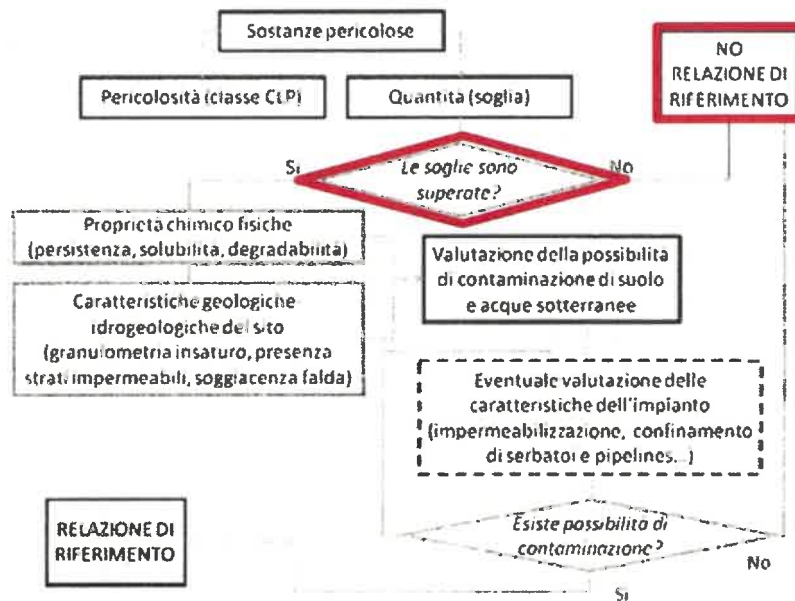 Sostanze pericolose
NO
RELAZIONE DI
RIFERIMENTO
Pericolosità (classe CLP)
Quantità (soglia)
Si
Le soglie sono
superate?
No
Proprietà chimico fisiche
(persistenza, solubilità, degradabilità)
Valutazione della possibilità
di contaminazione di suolo
e acque sotterranee
Caratteristiche geologiche
idrogeologiche del sito
(granulometria insaturo, presenza
strati impermeabili, soggiacenza falda)
Eventuale valutazione delle
caratteristiche dell'impianto
(impermeabilizzazione, confinamento
di serbatoi e pipelines...)
RELAZIONE DI
RIFERIMENTO
Esiste possibilità di
contaminazione?
No
Si